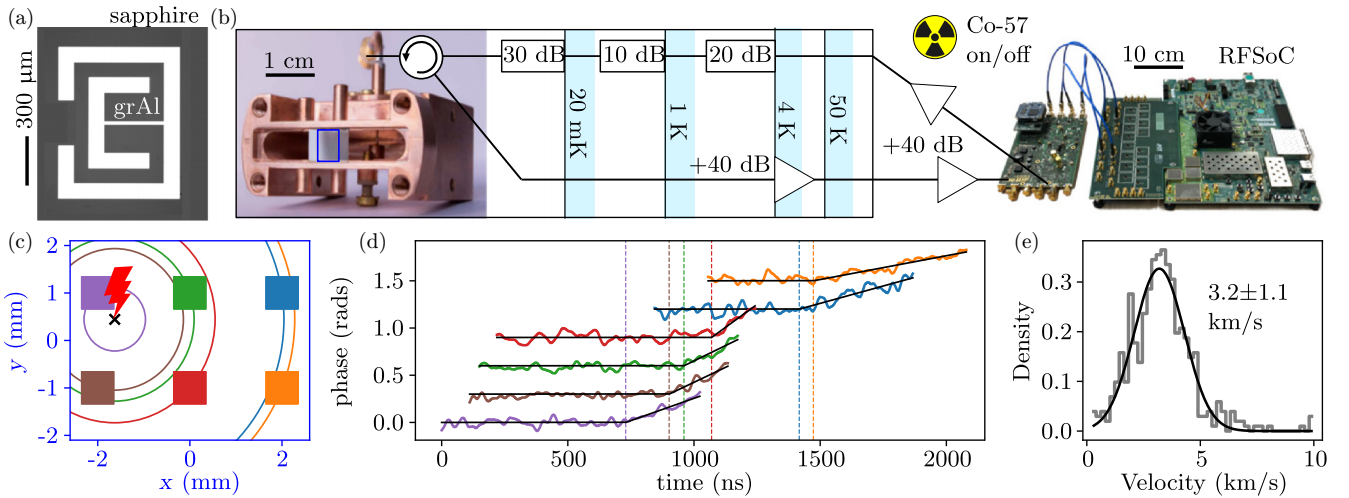 (a)
sapphire
300 μm
grAl
(b)
1 cm
30 dB
10 dB
20 dB
20 mK
1 K
4 K
50 K
+40 dB
+40 dB
Co-57
on/off
10 cm
RFSoC
(c)
2
1
0
-1
-2
y (mm)
-2
0
2
x (mm)
(d)
1.5
1.0
0.5
0.0
phase (rads)
0
500
1000
1500
2000
time (ns)
(e)
0.3
0.1
0.0
Density
3.2±1.1
km/s
0
5
10
Velocity (km/s)